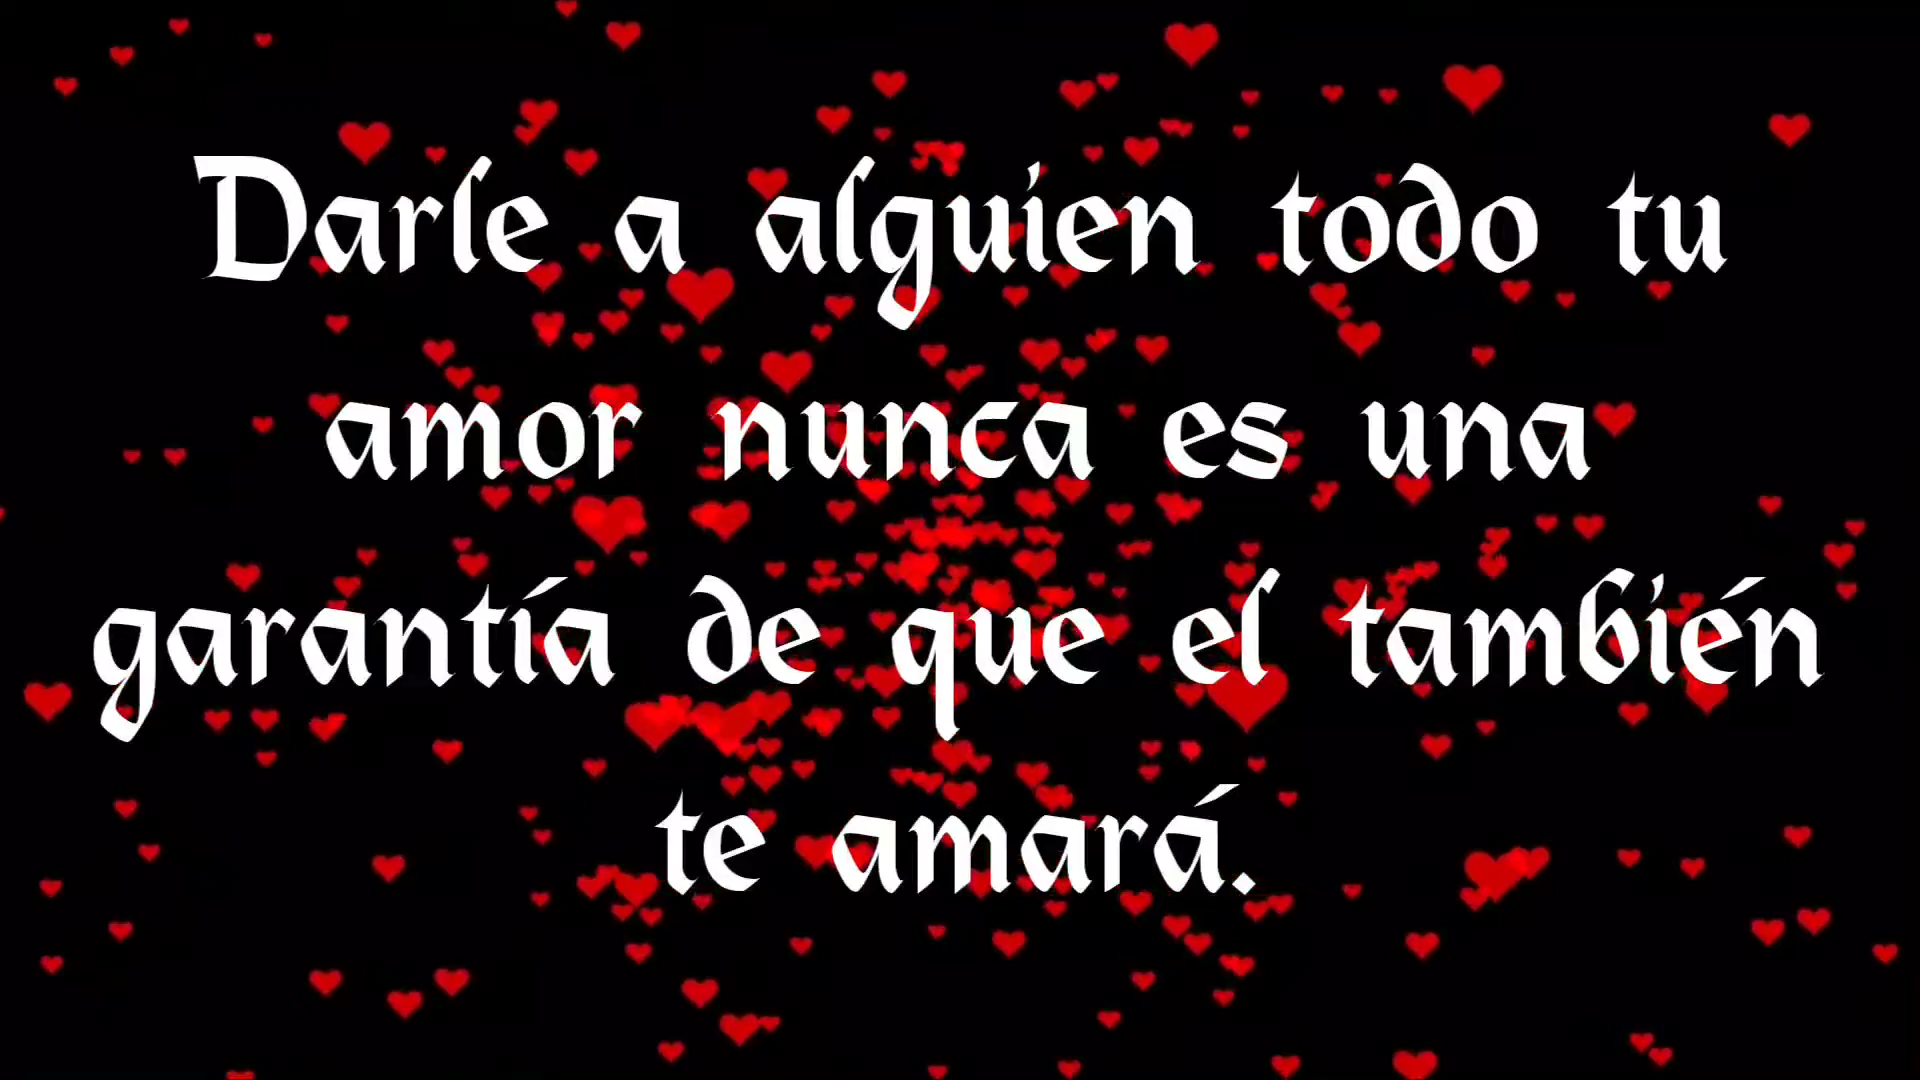 Darle a alguien todo tu
amor nunca es una
garantía de que el también
te amará.